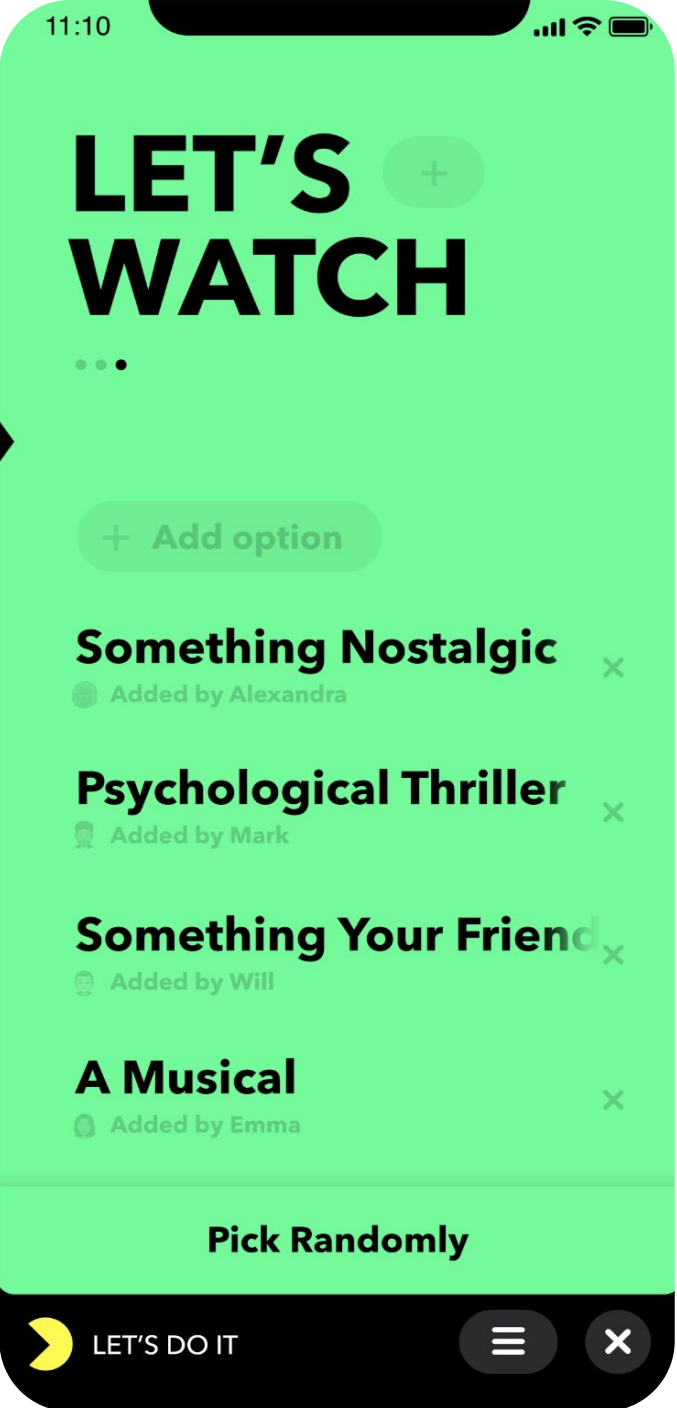 11:10
LET’S
WATCH
Add option
Something Nostalgic
Added by Alexandra
Psychological Thriller
Added by Mark
Something Your Friend
Added by Will
A Musical
Added by Emma
Pick Randomly
LET’S DO IT